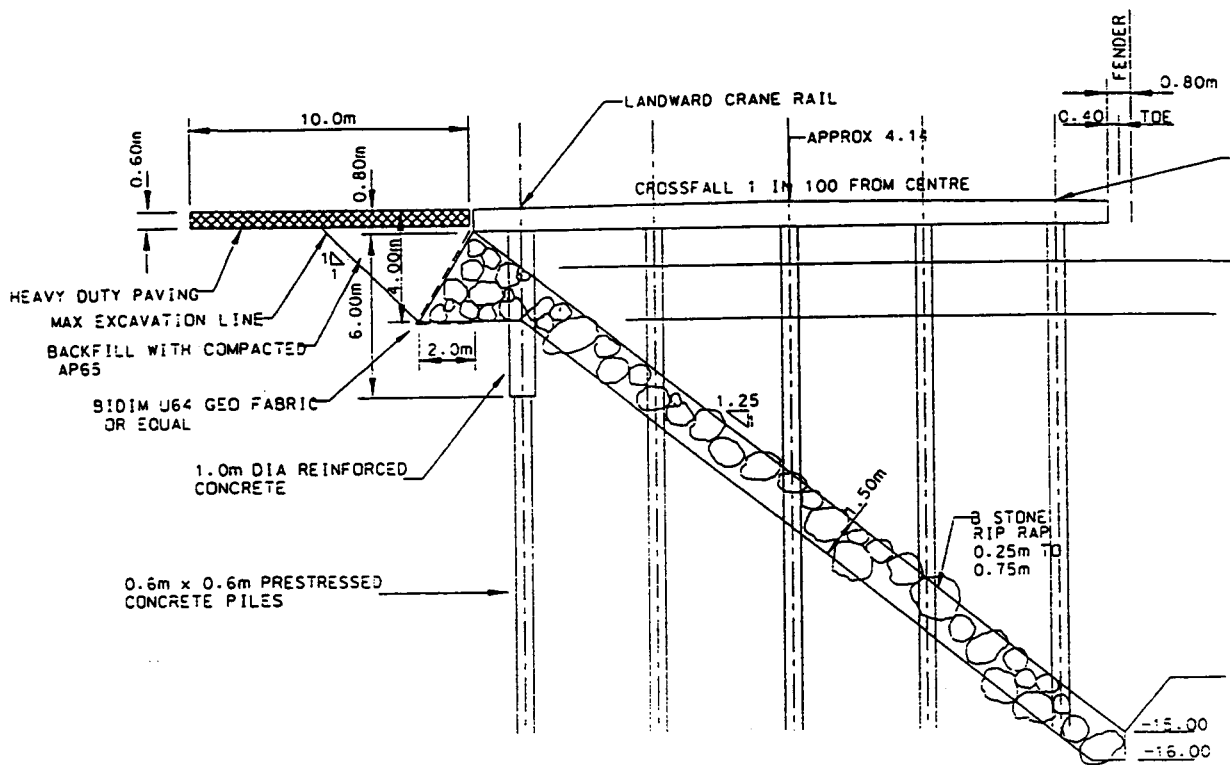 FENDER
0.80m
LANDWARD CRANE RAIL
10.0m
0.40
TOE
0.60m
APPROX 4.14
0.80m
CROSSFALL 1 IN 100 FROM CENTRE
1
1
HEAVY DUTY PAVING
4.00m
MAX EXCAVATION LINE
6.00m
BACKFILL WITH COMPACTED
AP65
2.0m
BIDIM U64 GEO FABRIC
OR EQUAL
1.25
1.0m DIA REINFORCED
CONCRETE
.50m
B STONE
RIP RAP
0.25m TO
0.75m
0.6m x 0.6m PRESTRESSED
CONCRETE PILES
-15.00
-16.00